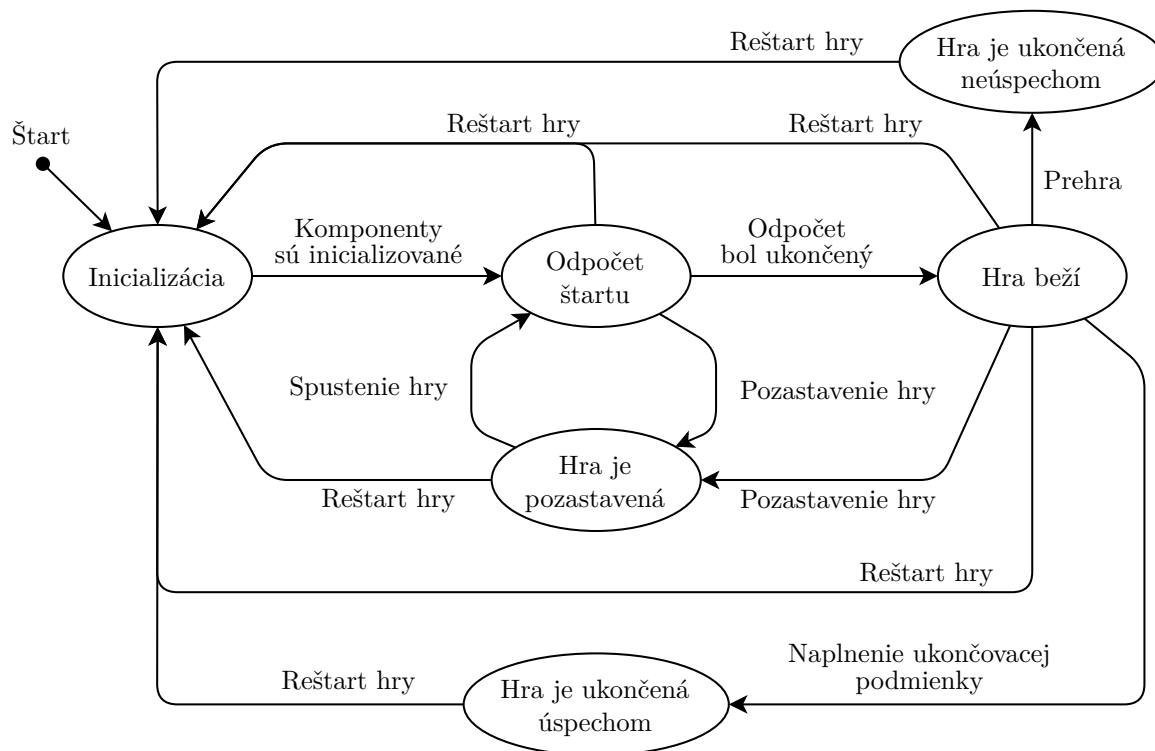 Reštart hry
Hra je ukončená
neúspechom
Štart
Reštart hry
Reštart hry
Prehra
Inicializácia
Komponenty
sú inicializované
Odpočet
štartu
Odpočet
bol ukončený
Hra beží
Spustenie hry
Pozastavenie hry
Hra je
pozastavená
Reštart hry
Pozastavenie hry
Reštart hry
Naplnenie ukončovacej
podmienky
Reštart hry
Hra je ukončená
úspechom